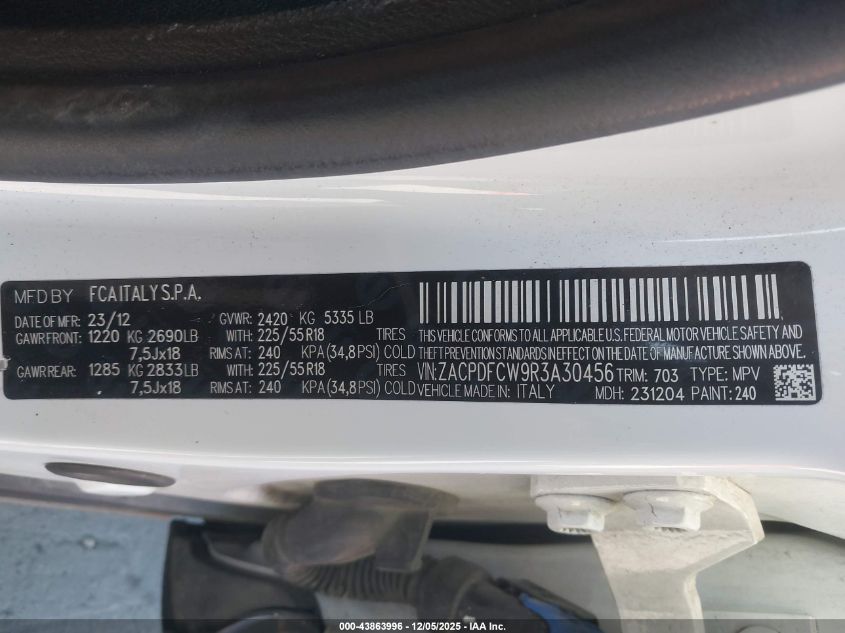 MFD BY FCA ITALY S.P.A.
DATE OF MFR: 23/12 GVWR: 2420 KG 5335 LB
GAWR FRONT: 1220 KG 2690LB WITH: 225/55R18 TIRES
7,5Jx18 RIMS AT: 240 KPA (34,8PSI) COLD
GAWR REAR: 1285 KG 2833LB WITH: 225/55R18 TIRES
7,5Jx18 RIMS AT: 240 KPA (34,8PSI) COLD
THIS VEHICLE CONFORMS TO ALL APPLICABLE U.S. FEDERAL MOTOR VEHICLE SAFETY AND
THEFT PREVENTION STANDARDS IN EFFECT ON THE DATE OF MANUFACTURE SHOWN ABOVE.
VIN: ZACPDFCW9R3A30456 TRIM: 703 TYPE: MPV
VEHICLE MADE IN: ITALY MDH: 231204 PAINT: 240
000-43863996 - 12/05/2025 - IAA, Inc.